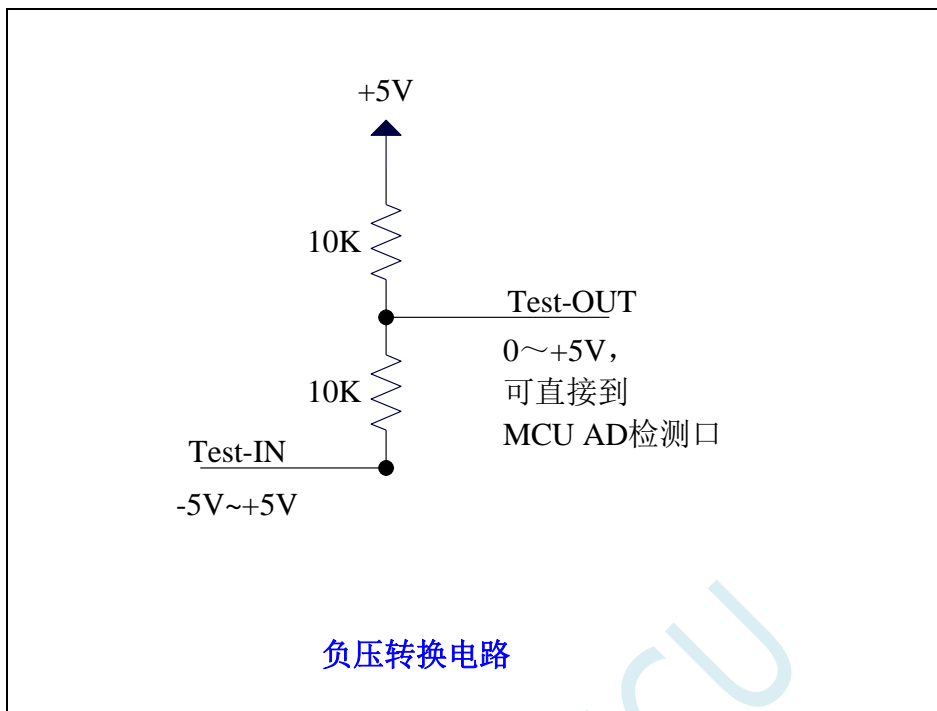 +5V
10K
Test-OUT
0～+5V，
可直接到
MCU AD检测口
10K
Test-IN
-5V~+5V
负压转换电路
CU